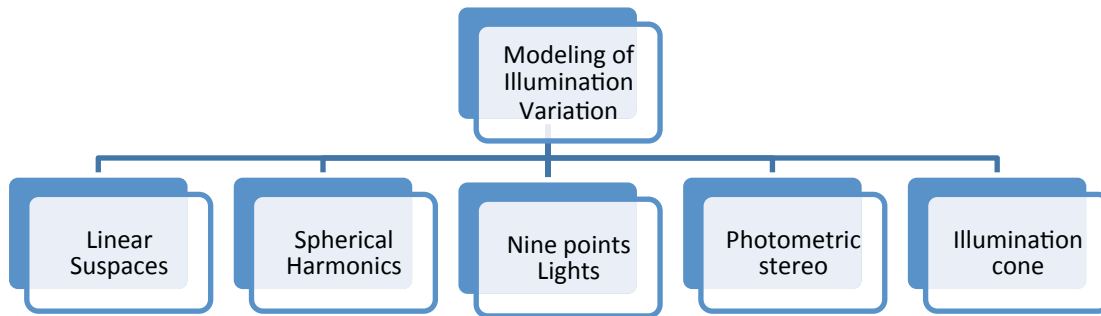 Modeling of
Illumination
Variation
Linear
Suspaces
Spherical
Harmonics
Nine points
Lights
Photometric
stereo
Illumination
cone